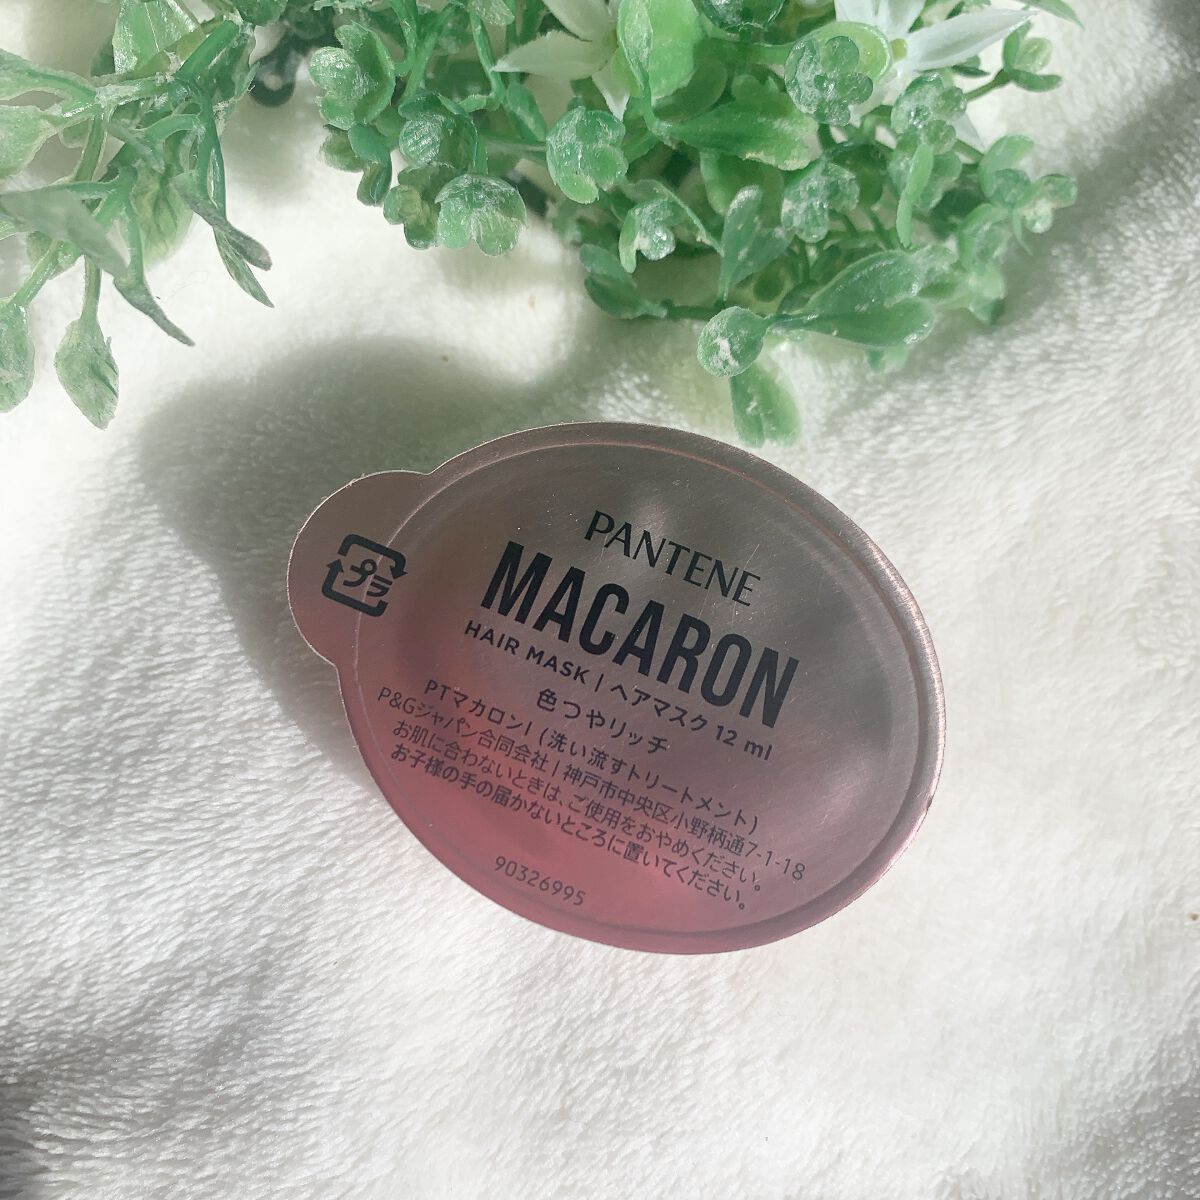 プラ
PANTENE
MACARON
HAIR MASK | ヘアマスク 12 ml
色つやリッチ
PTマカロンI (洗い流すトリートメント)
P&Gジャパン合同会社 | 神戸市中央区小野柄通7-1-18
お肌に合わないときは、ご使用をおやめください。
お子様の手の届かないところに置いてください。
90326995